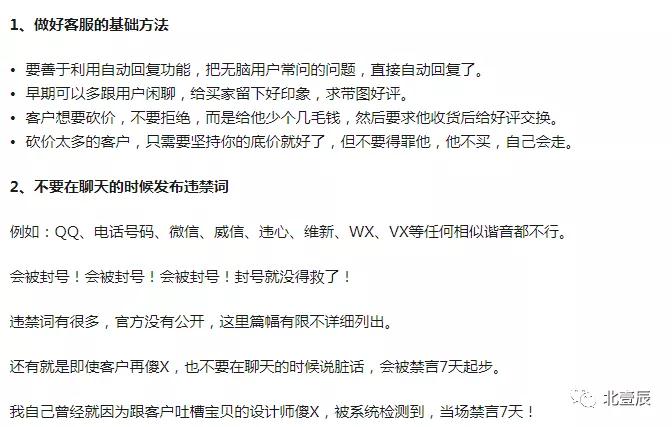 1、做好客服的基础方法
• 要善于利用自动回复功能，把无脑用户常问的问题，直接自动回复了。
• 早期可以多跟用户闲聊，给买家留下好印象，求带图好评。
• 客户想要砍价，不要拒绝，而是给他少个几毛钱，然后要求他收货后给好评交换。
• 砍价太多的客户，只需要坚持你的底价就好了，但不要得罪他，他不买，自己会走。
2、不要在聊天的时候发布违禁词
例如：QQ、电话号码、微信、威信、违心、维新、WX、VX等任何相似谐音都不行。
会被封号！会被封号！会被封号！封号就没得救了！
违禁词有很多，官方没有公开，这里篇幅有限不详细列出。
还有就是即使客户再傻X，也不要在聊天的时候说脏话，会被禁言7天起步。
我自己曾经就因为跟客户吐槽宝贝的设计师傻X，被系统检测到，当场禁言7天！
北壹辰